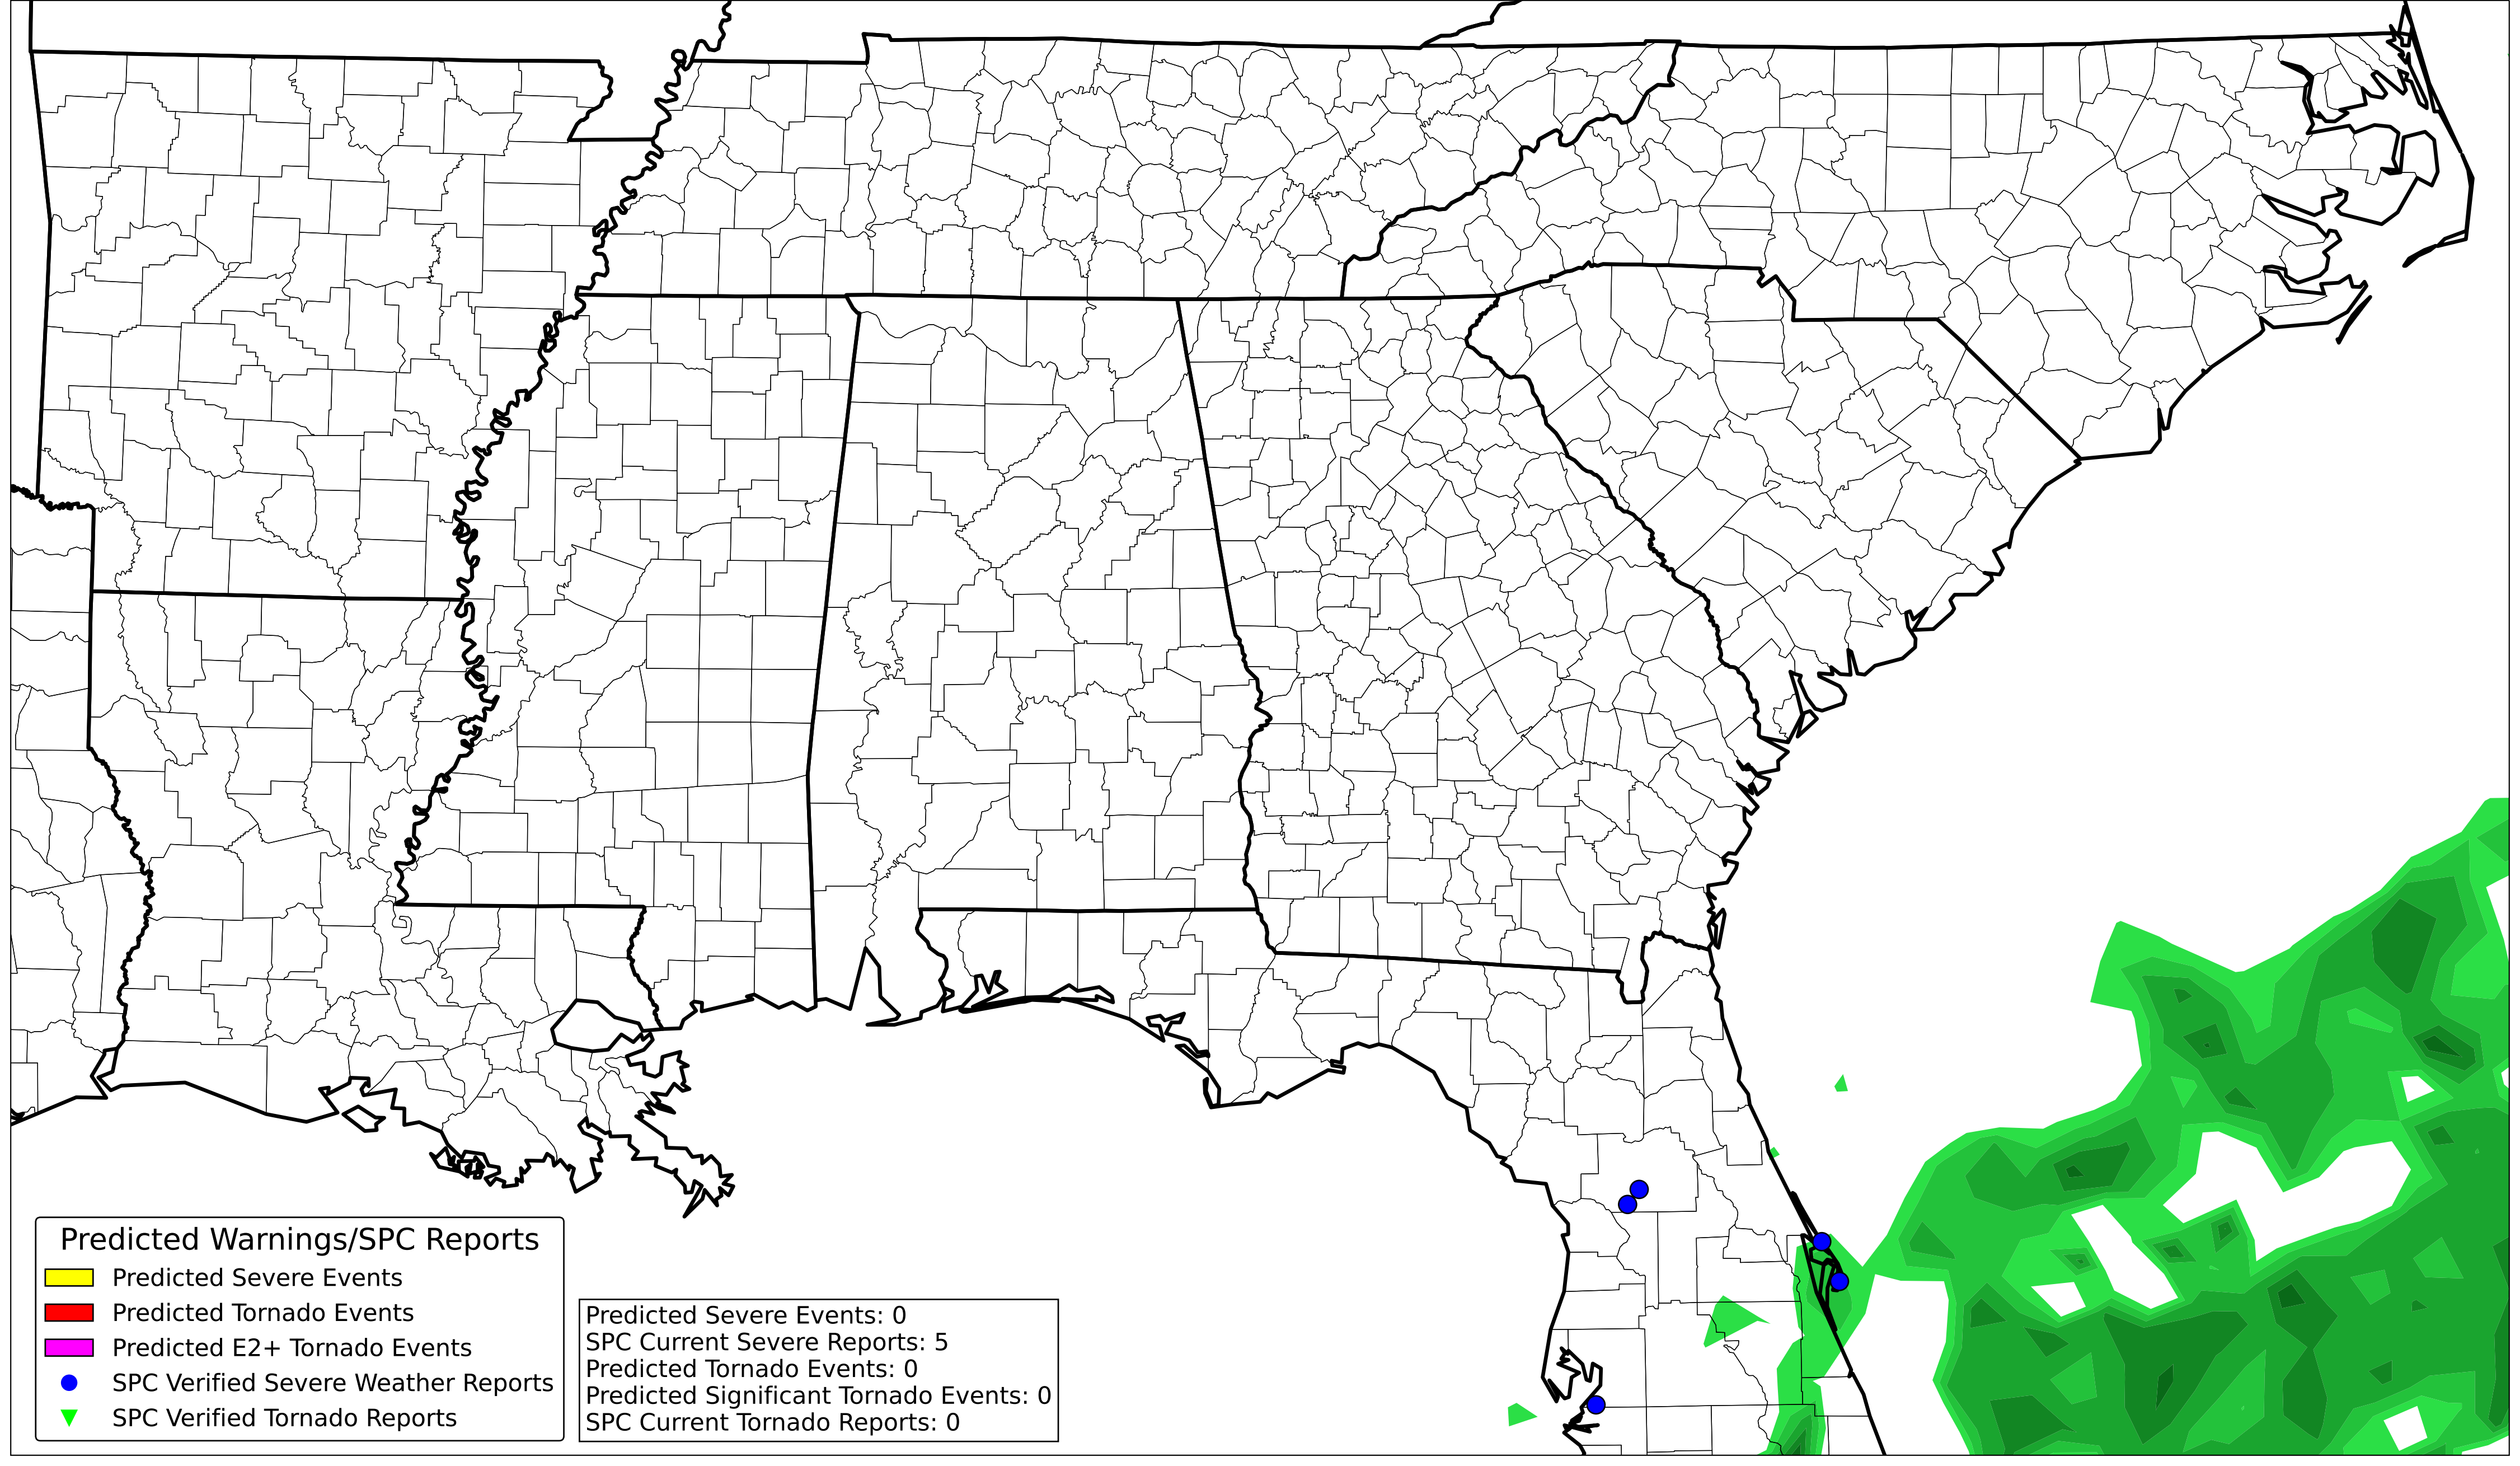 Predicted Warnings/SPC Reports
Predicted Severe Events
Predicted Tornado Events
Predicted E2+ Tornado Events
SPC Verified Severe Weather Reports
SPC Verified Tornado Reports
Predicted Severe Events: 0
SPC Current Severe Reports: 5
Predicted Tornado Events: 0
Predicted Significant Tornado Events: 0
SPC Current Tornado Reports: 0